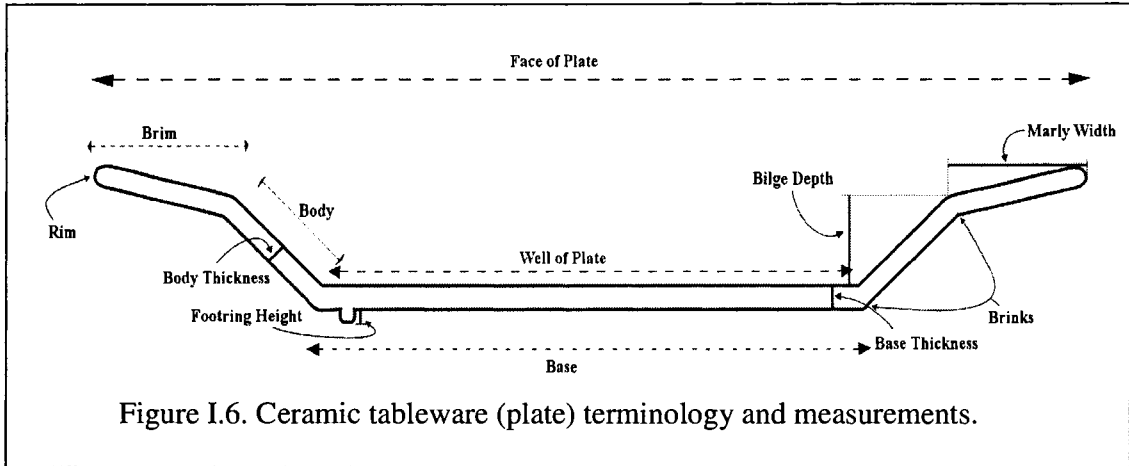 Face of Plate
Brim
Marly Width
Bilge Depth
Body
Rim
Well of Plate
Body Thickness
Footring Height
Brinks
Base Thickness
Base
Figure I.6. Ceramic tableware (plate) terminology and measurements.